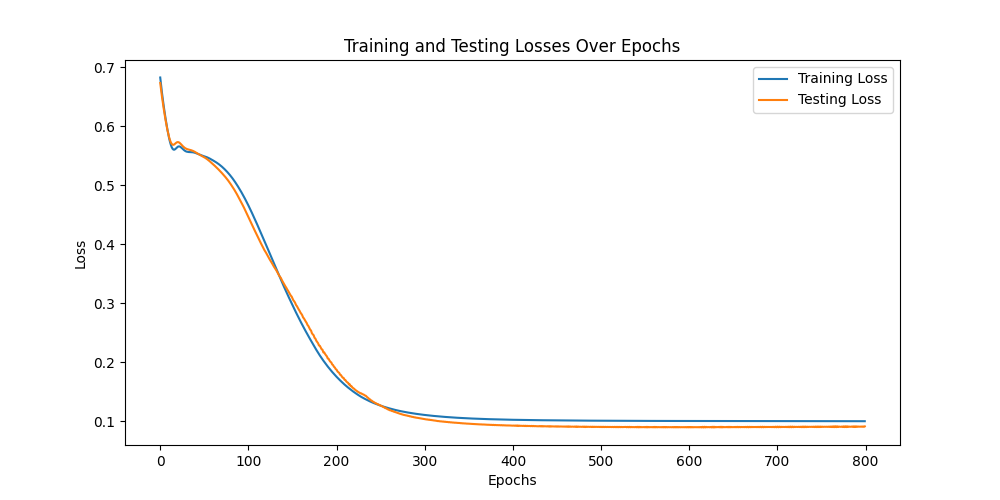 Training and Testing Losses Over Epochs
Training Loss
Testing Loss
Loss
0.7
0.6
0.5
0.4
0.3
0.2
0.1
0 100 200 300 400 500 600 700 800
Epochs